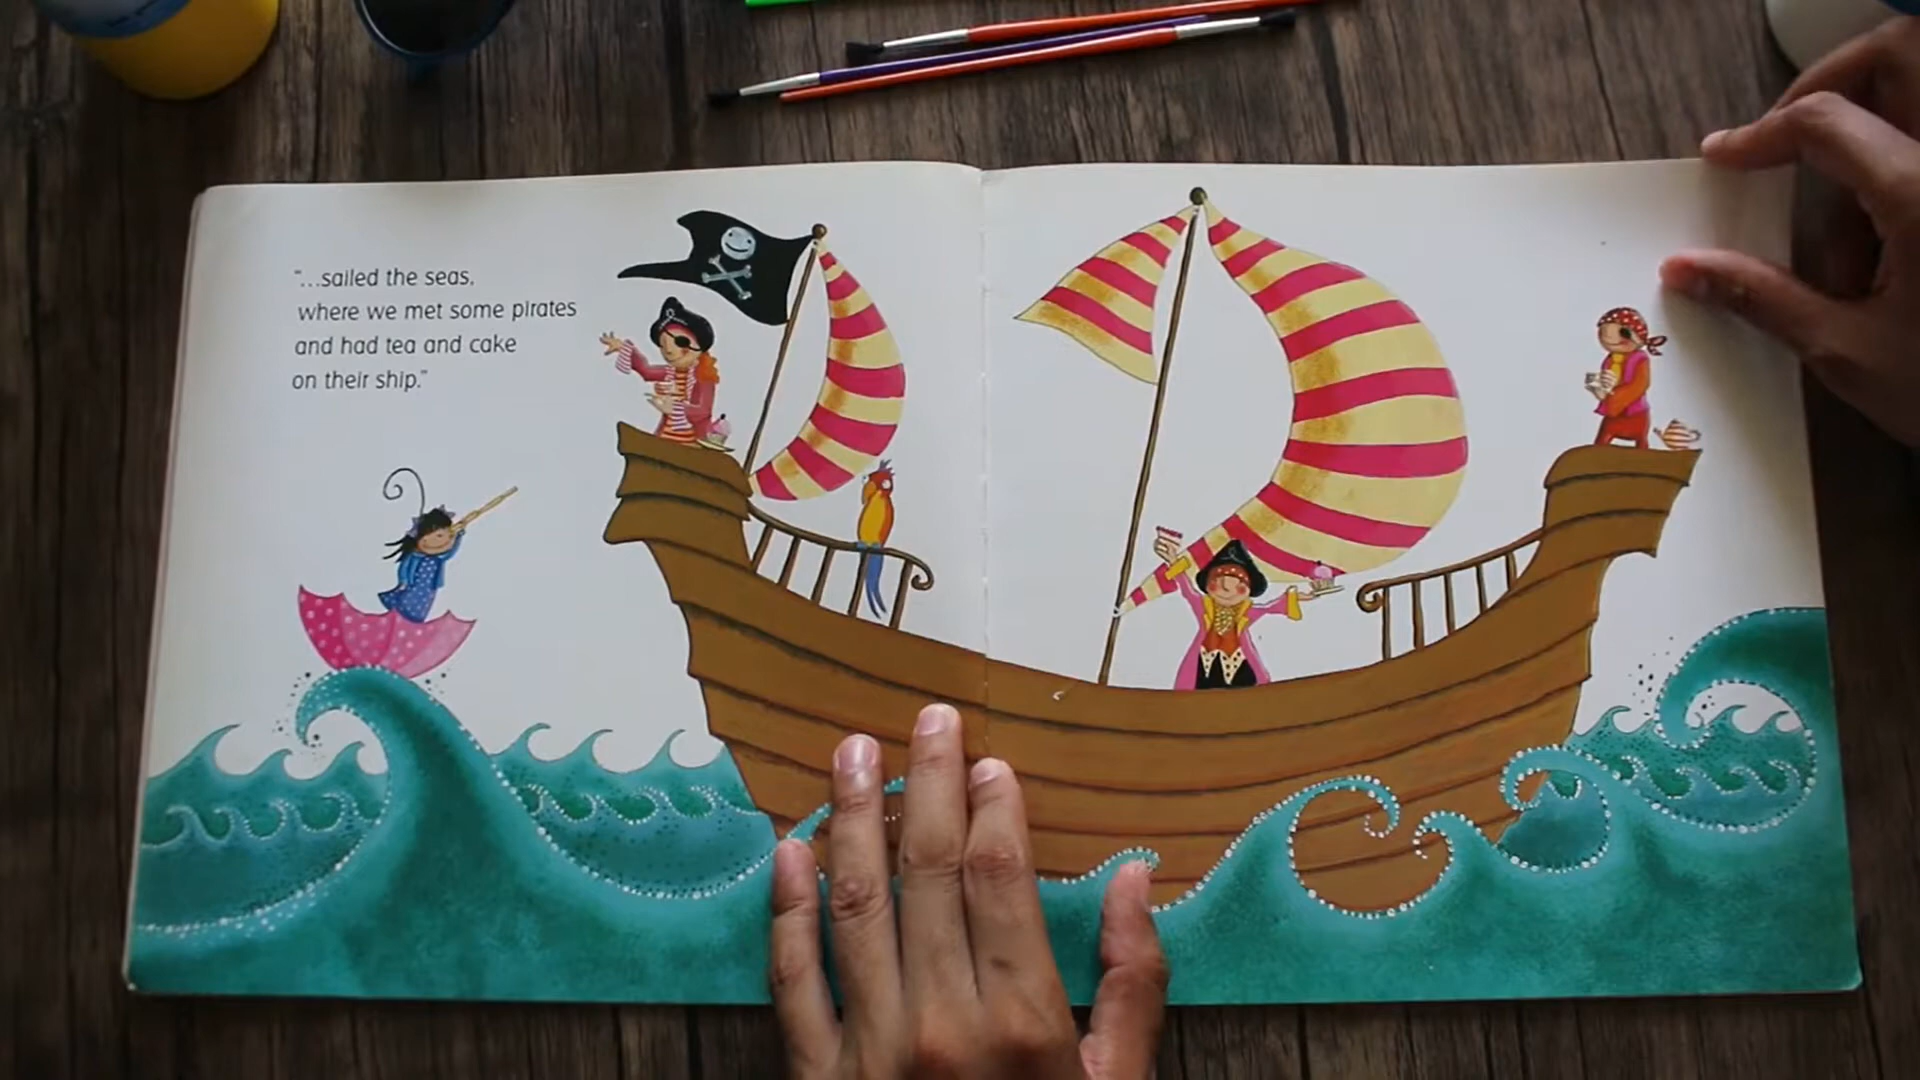 "...sailed the seas,
where we met some pirates
and had tea and cake
on their ship."